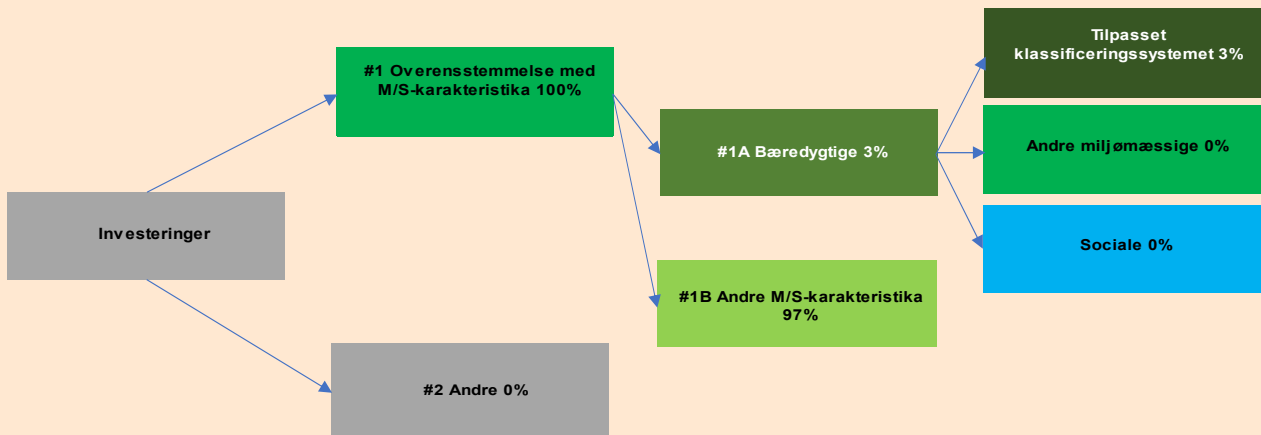 Investeringer
#1 Overensstemmelse med
M/S-karakteristika 100%
#2 Andre 0%
#1A Bæredygtige 3%
#1B Andre M/S-karakteristika
97%
Tilpasset
klassificeringssystemet 3%
Andre miljømæssige 0%
Sociale 0%